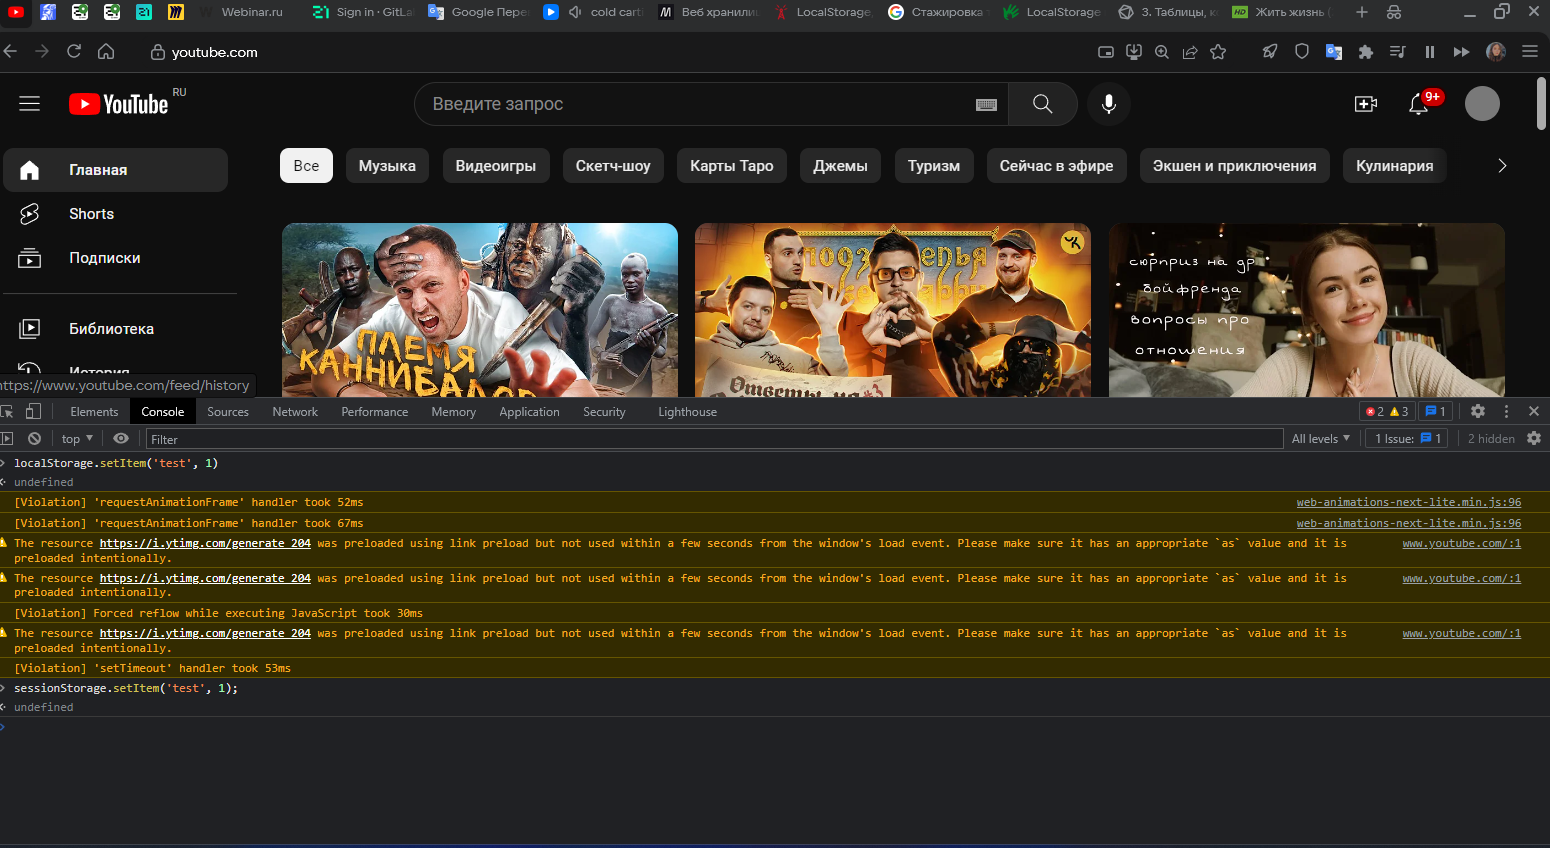 Webinar.ru
Sign in · GitLa
Google Пере
cold cart
Веб хранили
LocalStorage,
Стажировка т
LocalStorage
3. Таблицы, к
Жить жизнь (
youtube.com
YouTube RU
Введите запрос
9+
Все
Музыка
Видеоигры
Скетч-шоу
Карты Таро
Джемы
Туризм
Сейчас в эфире
Экшен и приключения
Кулинария
Главная
Shorts
Подписки
Библиотека
История
https://www.youtube.com/feed/history
ПЛЕМЯ
КАННИБАЛОВ
Ответы на #3
сюрприз на др
бойфренда
вопросы про
отношения
Elements
Console
Sources
Network
Performance
Memory
Application
Security
Lighthouse
2
3
1
top
Filter
All levels
1 Issue: 1
2 hidden
localStorage.setItem('test', 1)
undefined
[Violation] 'requestAnimationFrame' handler took 52ms web-animations-next-lite.min.js:96
[Violation] 'requestAnimationFrame' handler took 67ms web-animations-next-lite.min.js:96
The resource https://i.ytimg.com/generate_204 was preloaded using link preload but not used within a few seconds from the window's load event. Please make sure it has an appropriate `as` value and it is www.youtube.com/:1
preloaded intentionally.
The resource https://i.ytimg.com/generate_204 was preloaded using link preload but not used within a few seconds from the window's load event. Please make sure it has an appropriate `as` value and it is www.youtube.com/:1
preloaded intentionally.
[Violation] Forced reflow while executing JavaScript took 30ms
The resource https://i.ytimg.com/generate_204 was preloaded using link preload but not used within a few seconds from the window's load event. Please make sure it has an appropriate `as` value and it is www.youtube.com/:1
preloaded intentionally.
[Violation] 'setTimeout' handler took 53ms
sessionStorage.setItem('test', 1);
undefined